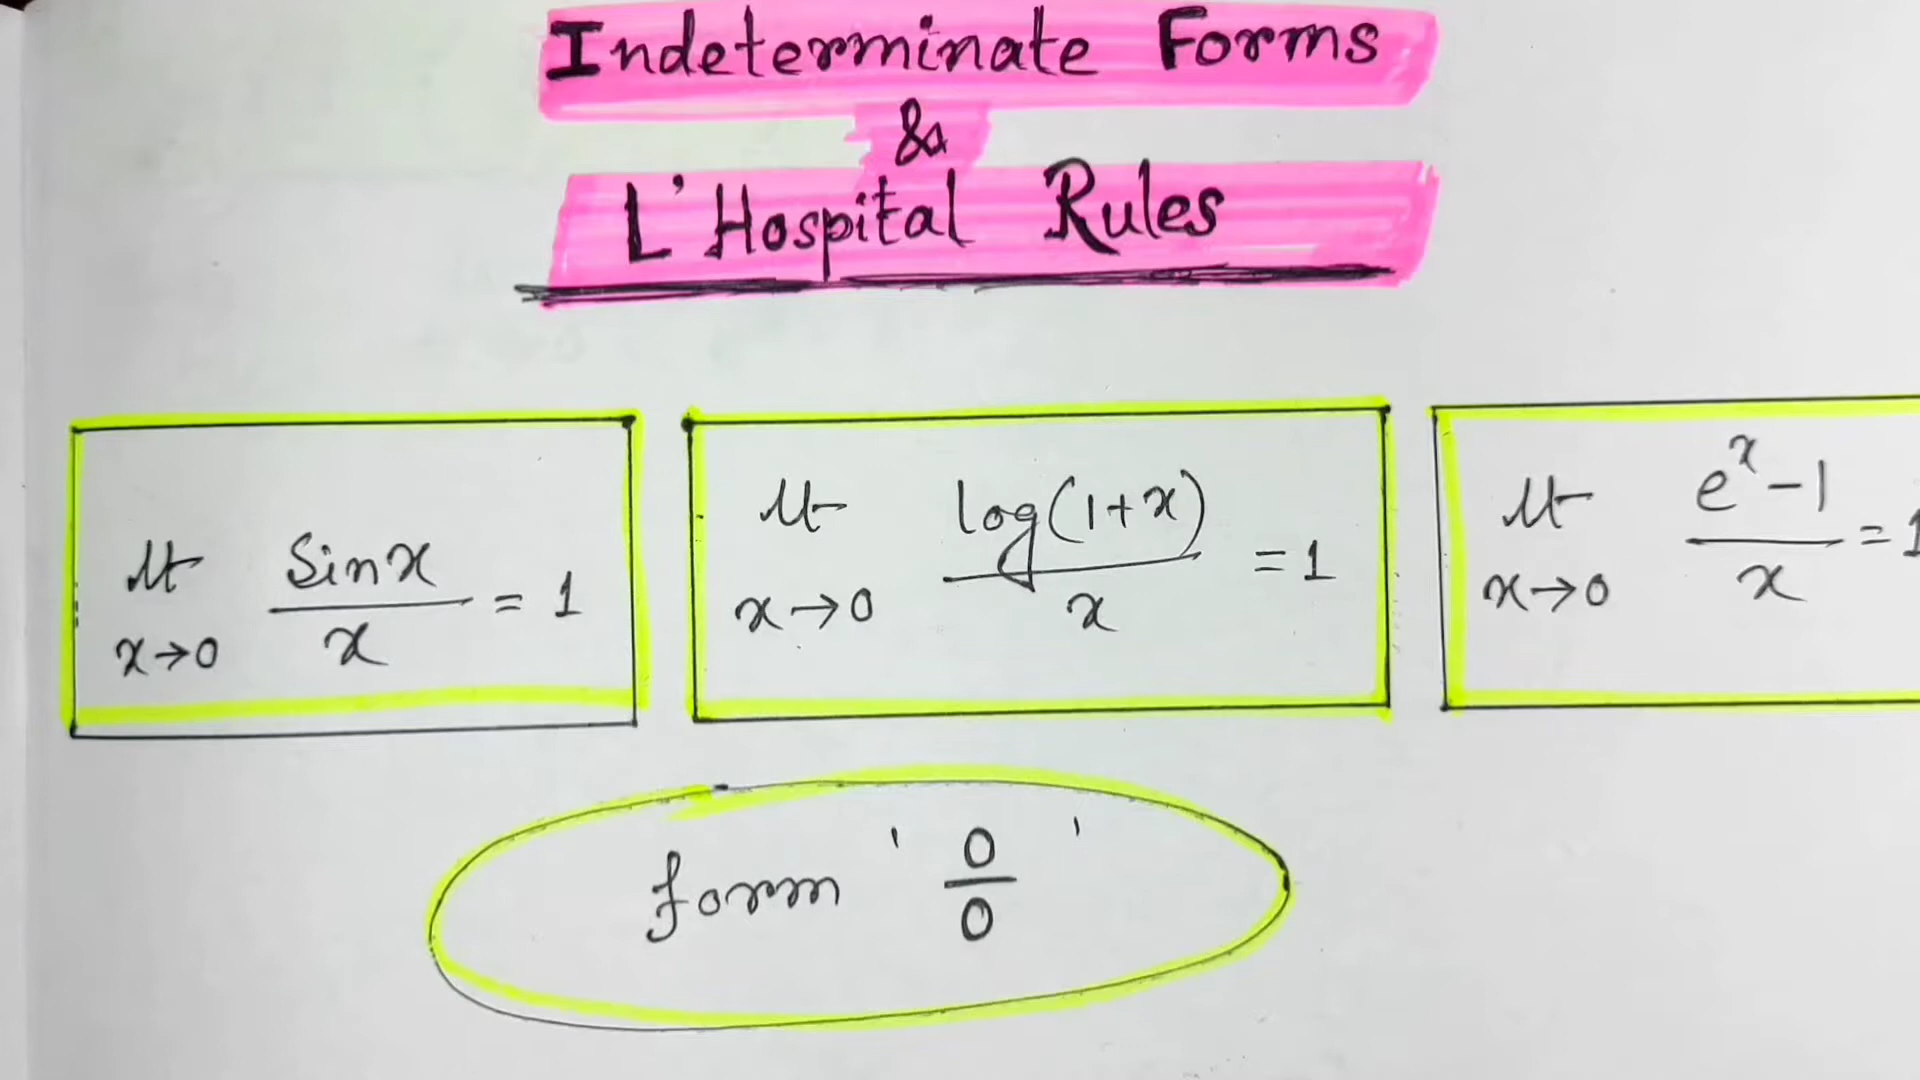 Indeterminate Forms
&
L'Hospital Rules
lt x→0 sinx/x = 1
lt x→0 log(1+x)/x = 1
lt x→0 e^x-1/x = 1
form '0/0'